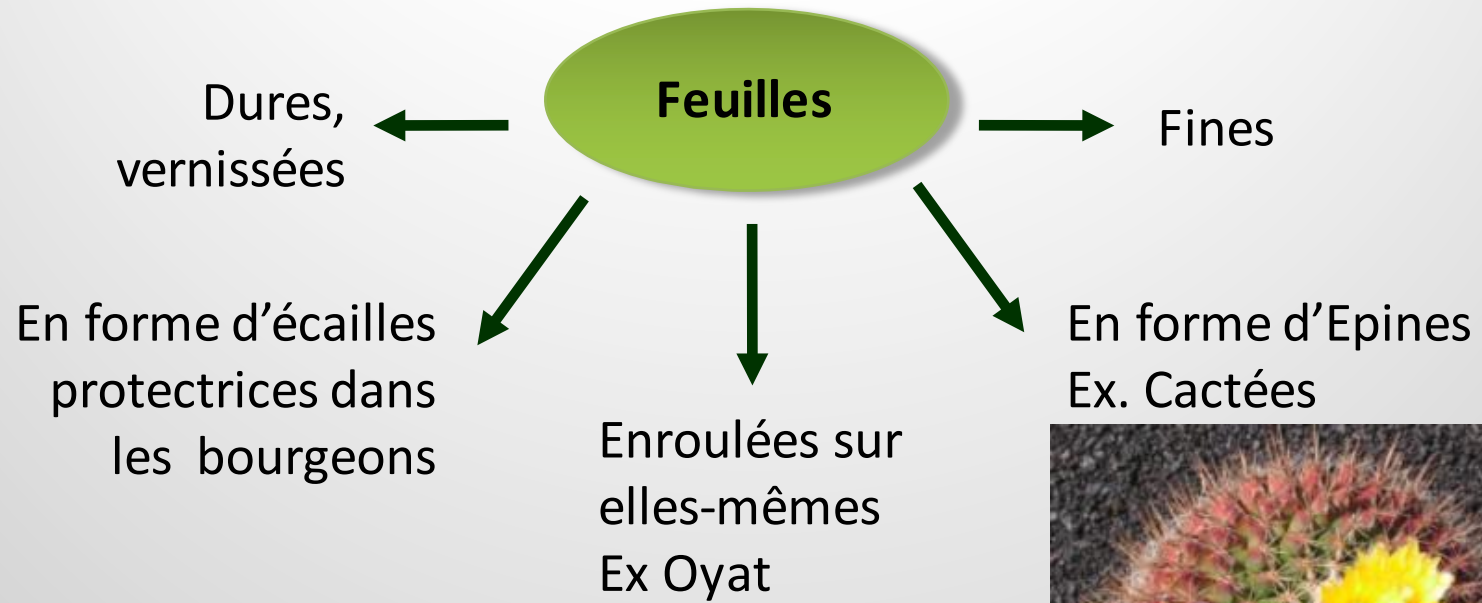 Feuilles
Dures,
vernissées
Fines
En forme d’écailles
protectrices dans
les bourgeons
Enroulées sur
elles-mêmes
Ex Oyat
En forme d’Epines
Ex. Cactées